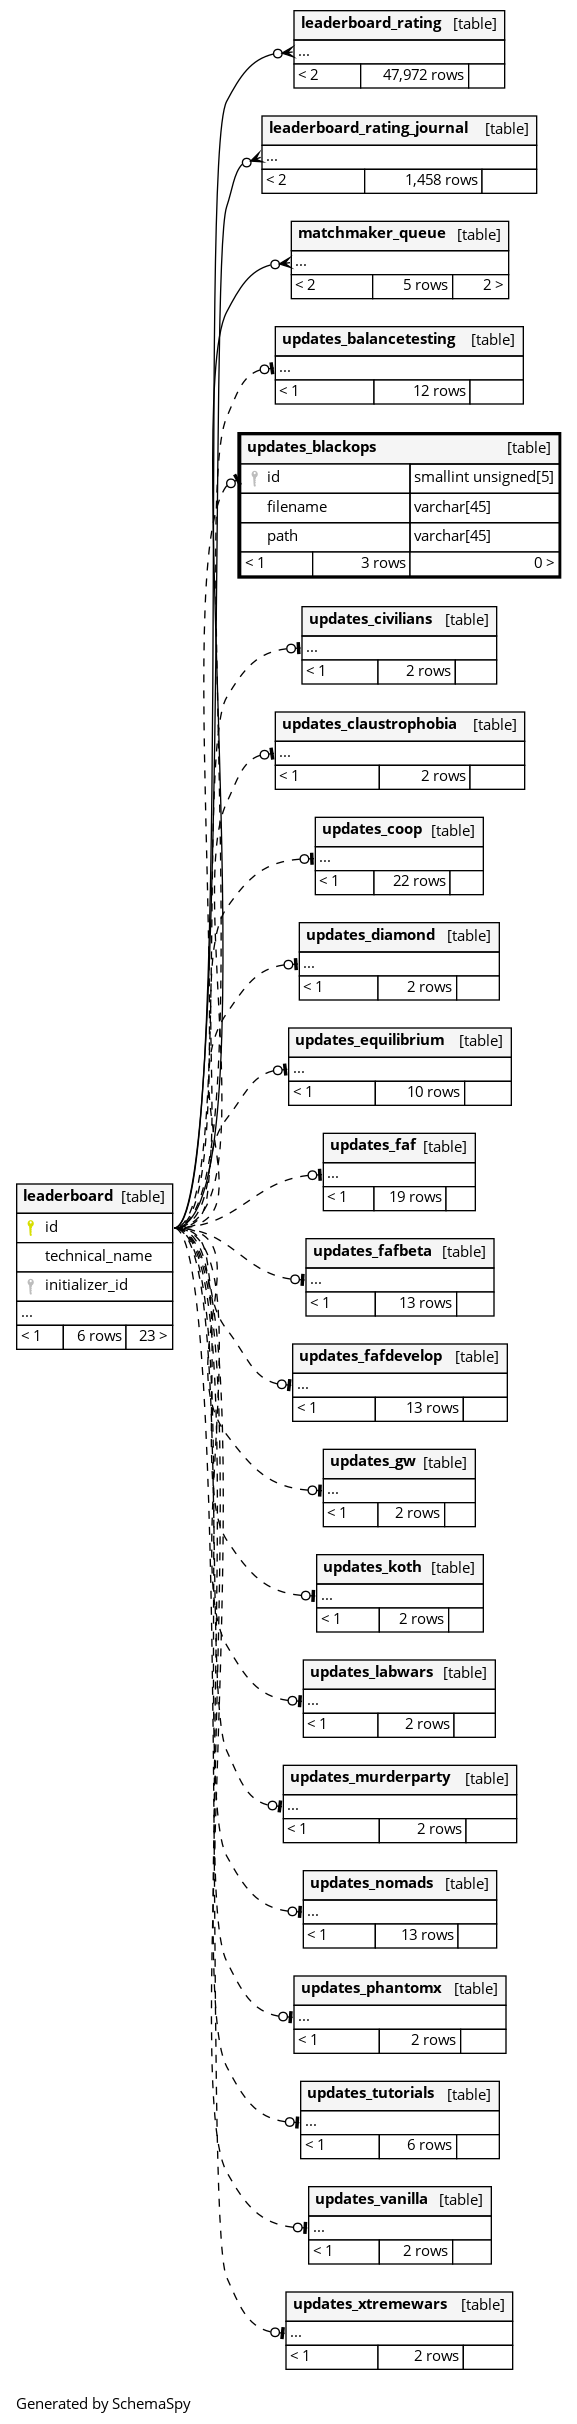 leaderboard_rating [table]
...
< 2 47,972 rows
leaderboard_rating_journal [table]
...
< 2 1,458 rows
matchmaker_queue [table]
...
< 2 5 rows 2 >
updates_balancetesting [table]
...
< 1 12 rows
updates_blackops [table]
id smallint unsigned[5]
filename varchar[45]
path varchar[45]
< 1 3 rows 0 >
updates_civilians [table]
...
< 1 2 rows
updates_claustrophobia [table]
...
< 1 2 rows
updates_coop [table]
...
< 1 22 rows
updates_diamond [table]
...
< 1 2 rows
updates_equilibrium [table]
...
< 1 10 rows
updates_faf [table]
...
< 1 19 rows
leaderboard [table]
id
technical_name
initializer_id
...
< 1 6 rows 23 >
updates_fafbeta [table]
...
< 1 13 rows
updates_fafdevelop [table]
...
< 1 13 rows
updates_gw [table]
...
< 1 2 rows
updates_koth [table]
...
< 1 2 rows
updates_labwars [table]
...
< 1 2 rows
updates_murderparty [table]
...
< 1 2 rows
updates_nomads [table]
...
< 1 13 rows
updates_phantomx [table]
...
< 1 2 rows
updates_tutorials [table]
...
< 1 6 rows
updates_vanilla [table]
...
< 1 2 rows
updates_xtremewars [table]
...
< 1 2 rows
Generated by SchemaSpy